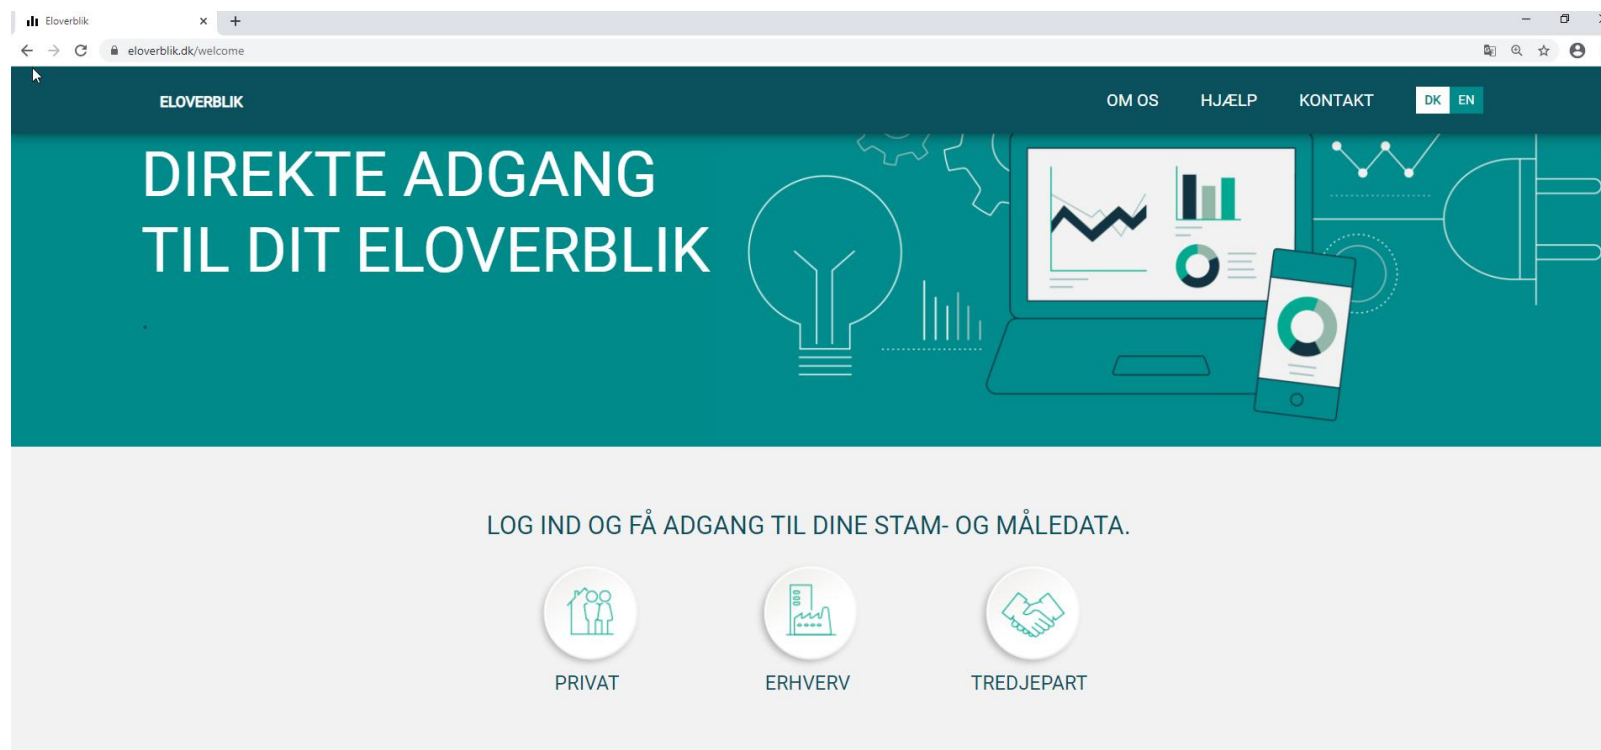 Eloverblik
eloverblik.dk/welcome
ELOVERBLIK
OM OS
HJÆLP
KONTAKT
DK EN
DIREKTE ADGANG
TIL DIT ELOVERBLIK
.
LOG IND OG FÅ ADGANG TIL DINE STAM- OG MÅLEDATA.
PRIVAT
ERHVERV
TREDJEPART